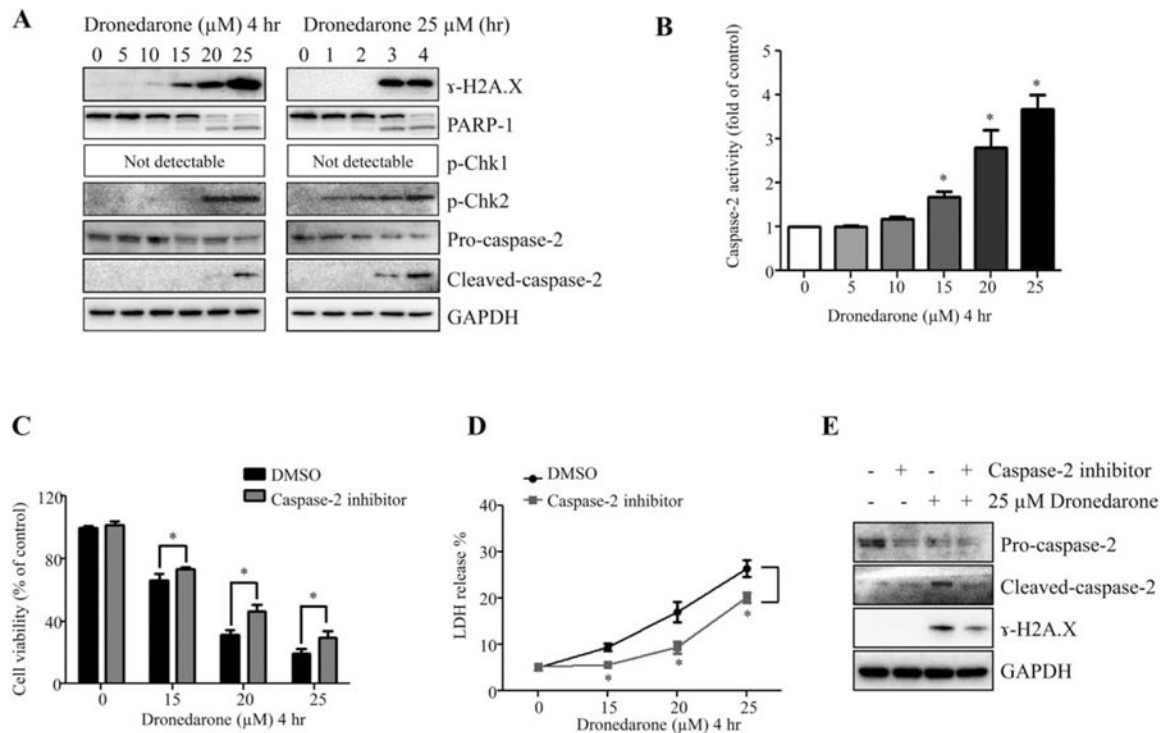 A
Dronedarone (µM) 4 hr
0 5 10 15 20 25
Dronedarone 25 µM (hr)
0 1 2 3 4
ɤ-H2A.X
PARP-1
Not detectable
Not detectable
p-Chk1
p-Chk2
Pro-caspase-2
Cleaved-caspase-2
GAPDH
B
Caspase-2 activity (fold of control)
5
4
3
2
1
0
*
*
*
0 5 10 15 20 25
Dronedarone (µM) 4 hr
C
DMSO
Caspase-2 inhibitor
Cell viability (% of control)
120
80
40
0
*
*
*
0 15 20 25
Dronedarone (µM) 4 hr
D
DMSO
Caspase-2 inhibitor
LDH release %
40
30
20
10
0
*
*
*
0 15 20 25
Dronedarone (µM) 4 hr
E
- + - + Caspase-2 inhibitor
- - + + 25 µM Dronedarone
Pro-caspase-2
Cleaved-caspase-2
ɤ-H2A.X
GAPDH